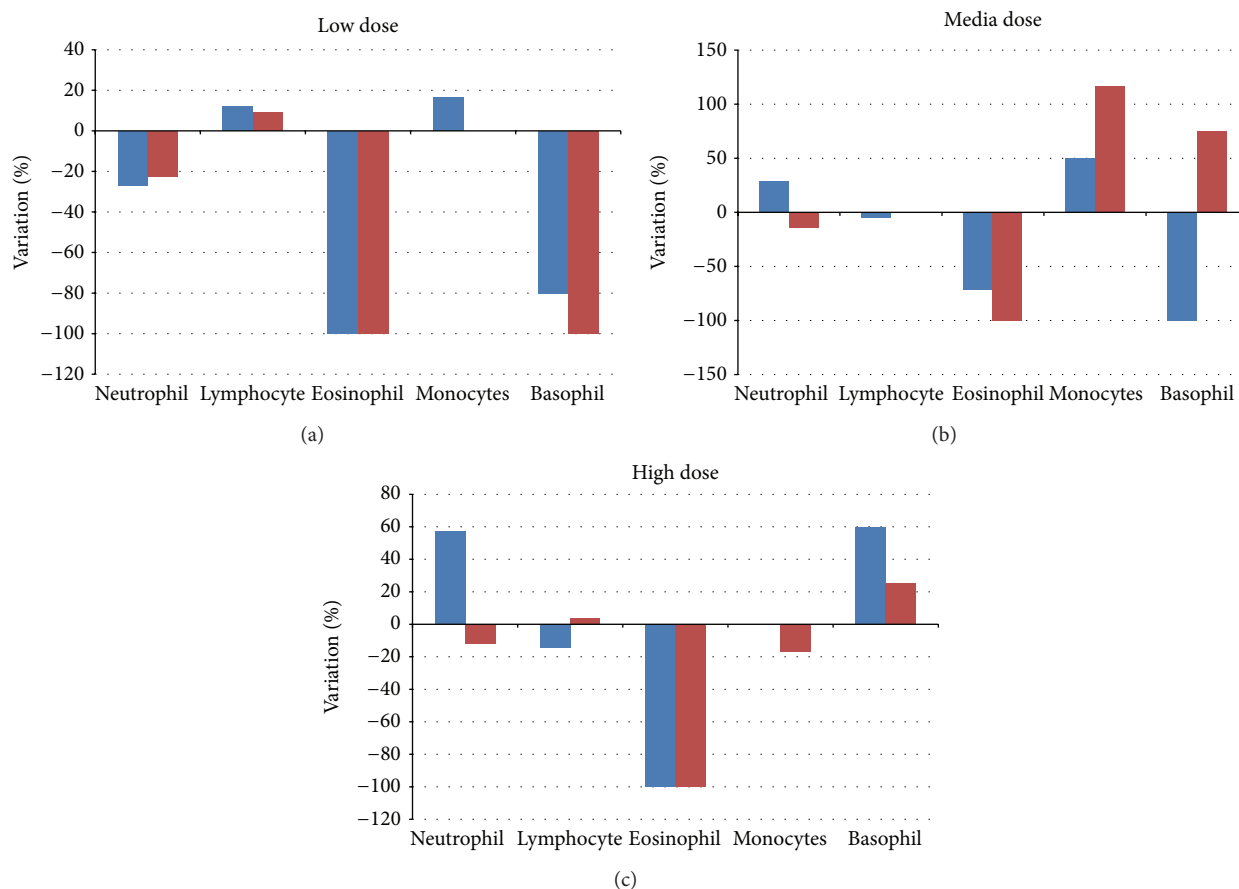 Low dose
40
20
0
−20
−40
−60
−80
−100
−120
Variation (%)
Neutrophil Lymphocyte Eosinophil Monocytes Basophil
(a)
Media dose
150
100
50
0
−50
−100
−150
Variation (%)
Neutrophil Lymphocyte Eosinophil Monocytes Basophil
(b)
High dose
80
60
40
20
0
−20
−40
−60
−80
−100
−120
Variation (%)
Neutrophil Lymphocyte Eosinophil Monocytes Basophil
(c)